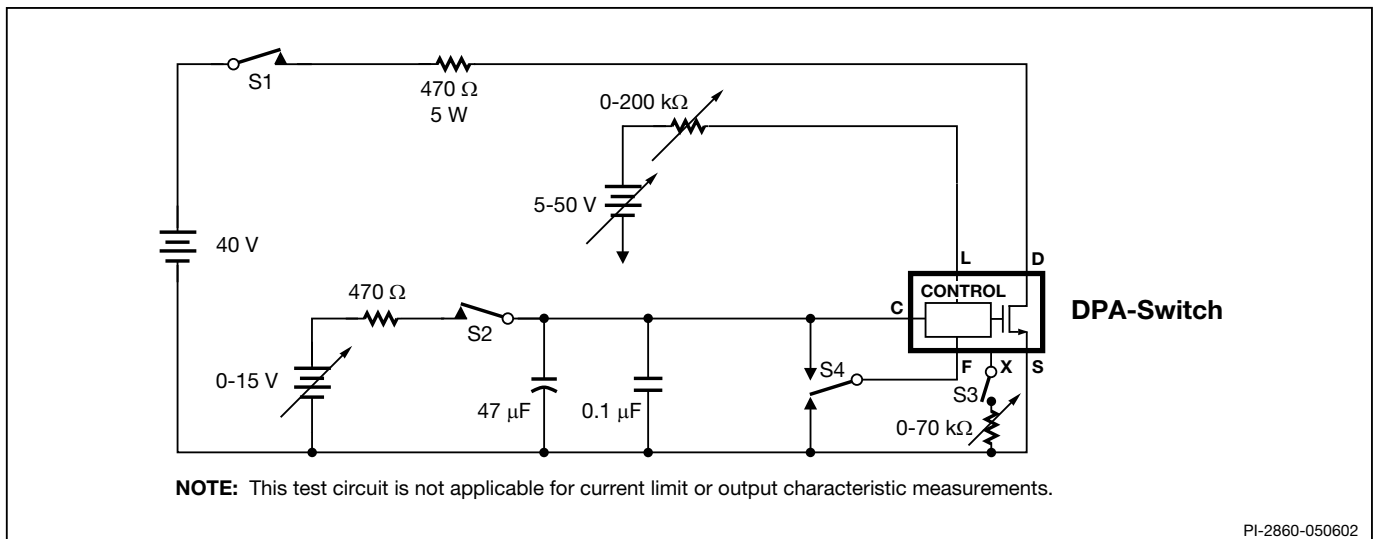 S1
470 Ω
5 W
0-200 kΩ
5-50 V
40 V
L
D
470 Ω
CONTROL
C
DPA-Switch
S2
F
X
S
S4
S3
0-15 V
47 μF
0.1 μF
0-70 kΩ
NOTE: This test circuit is not applicable for current limit or output characteristic measurements.
PI-2860-050602